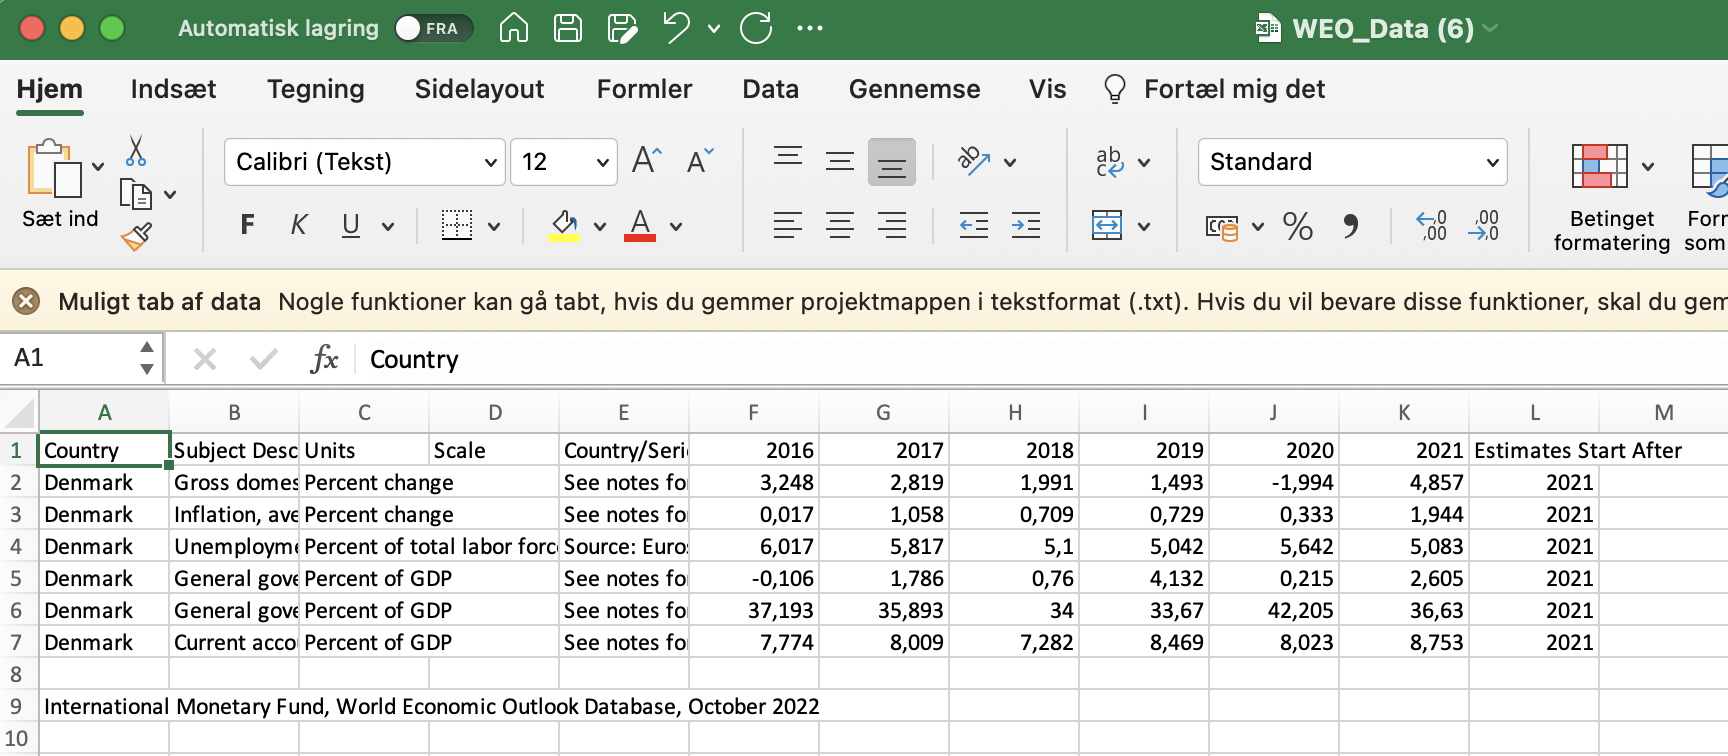 Automatisk lagring FRA WEO_Data (6)
Hjem Indsæt Tegning Sidelayout Formler Data Gennemse Vis Fortæl mig det
Sæt ind
Calibri (Tekst) 12 A A
F K U A
ab
ab c
Standard
% ,00 ,0
Betinget formatering
Muligt tab af data Nogle funktioner kan gå tabt, hvis du gemmer projektmappen i tekstformat (.txt). Hvis du vil bevare disse funktioner, skal du gem
A1 fx Country
A B C D E F G H I J K L M
1 Country Subject Desc Units Scale Country/Seri 2016 2017 2018 2019 2020 2021 Estimates Start After
2 Denmark Gross domes Percent change See notes fo 3,248 2,819 1,991 1,493 -1,994 4,857 2021
3 Denmark Inflation, ave Percent change See notes fo 0,017 1,058 0,709 0,729 0,333 1,944 2021
4 Denmark Unemployme Percent of total labor forc Source: Euros 6,017 5,817 5,1 5,042 5,642 5,083 2021
5 Denmark General gove Percent of GDP See notes fo -0,106 1,786 0,76 4,132 0,215 2,605 2021
6 Denmark General gove Percent of GDP See notes fo 37,193 35,893 34 33,67 42,205 36,63 2021
7 Denmark Current acco Percent of GDP See notes fo 7,774 8,009 7,282 8,469 8,023 8,753 2021
8
9 International Monetary Fund, World Economic Outlook Database, October 2022
10